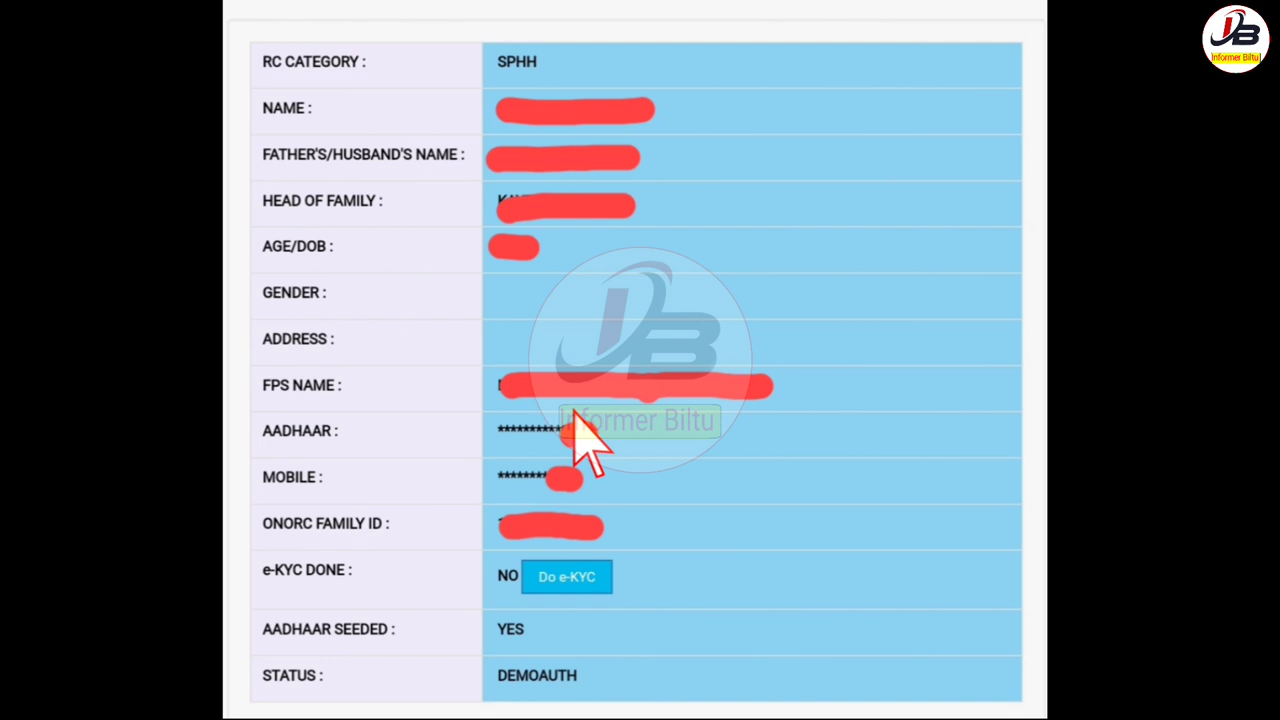 JB
Informer Biltu
RC CATEGORY : SPHH
NAME :
FATHER'S/HUSBAND'S NAME :
HEAD OF FAMILY :
AGE/DOB :
GENDER :
ADDRESS :
FPS NAME :
Informer Biltu
AADHAAR : **********
MOBILE : ********
ONORC FAMILY ID :
e-KYC DONE : NO Do e-KYC
AADHAAR SEEDED : YES
STATUS : DEMOAUTH